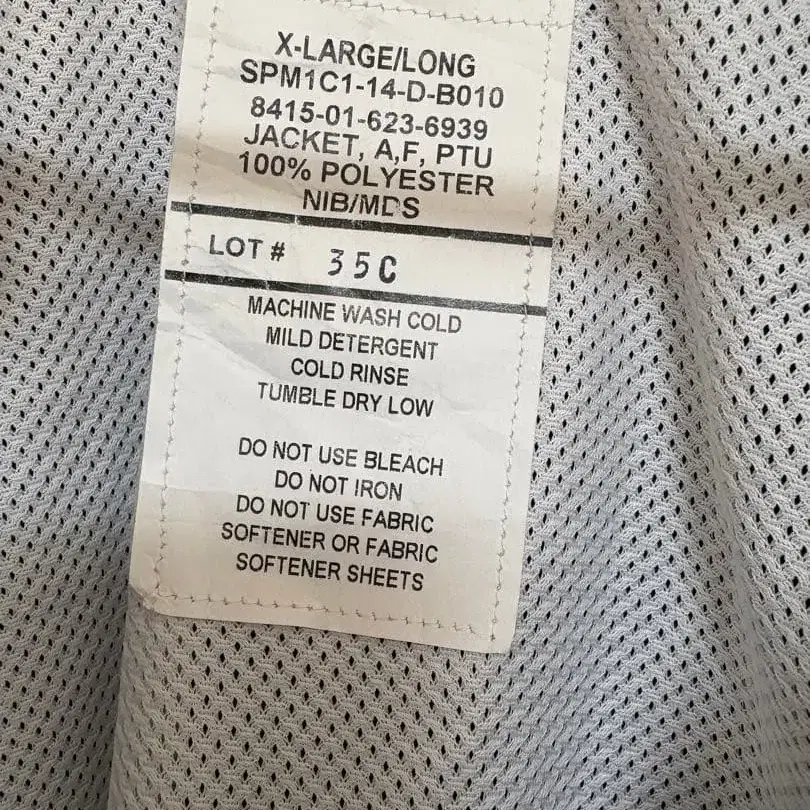 X-LARGE/LONG
SPM1C1-14-D-B010
8415-01-623-6939
JACKET, A,F, PTU
100% POLYESTER
NIB/MDS
LOT # 35C
MACHINE WASH COLD
MILD DETERGENT
COLD RINSE
TUMBLE DRY LOW
DO NOT USE BLEACH
DO NOT IRON
DO NOT USE FABRIC
SOFTENER OR FABRIC
SOFTENER SHEETS